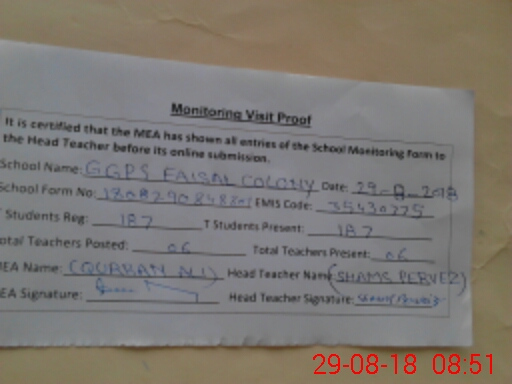 Monitoring Visit Proof
It is certified that the MEA has shown all entries of the School Monitoring Form to
the Head Teacher before its online submission.
School Name: GGPS FAISAL COLONY Date: 29-8-2018
School Form No: EMIS Code: 35430775
T Students Reg: 187 T Students Present: 187
Total Teachers Posted: 06 Total Teachers Present: 06
MEA Name: (QURBAN ALI) Head Teacher Name (SHAMS PERVEZ)
MEA Signature: Head Teacher Signature:
29-08-18 08:51